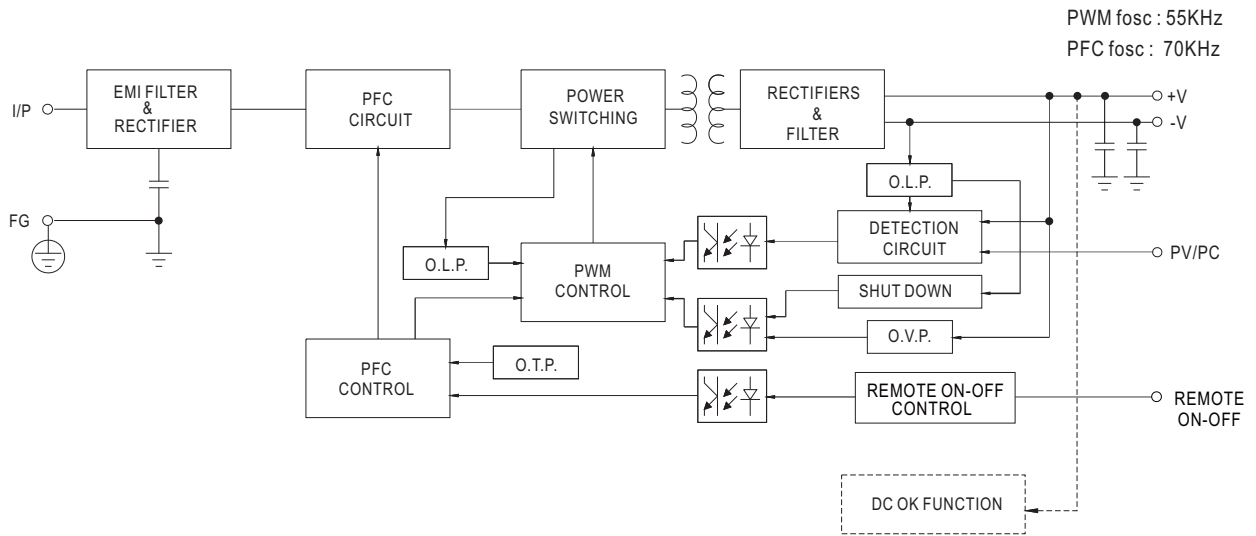 PWM fosc : 55KHz
PFC fosc : 70KHz
I/P
EMI FILTER
&
RECTIFIER
PFC
CIRCUIT
POWER
SWITCHING
RECTIFIERS
&
FILTER
+V
-V
O.L.P.
FG
DETECTION
CIRCUIT
PV/PC
O.L.P.
PWM
CONTROL
SHUT DOWN
O.V.P.
O.T.P.
PFC
CONTROL
REMOTE ON-OFF
CONTROL
REMOTE
ON-OFF
DC OK FUNCTION